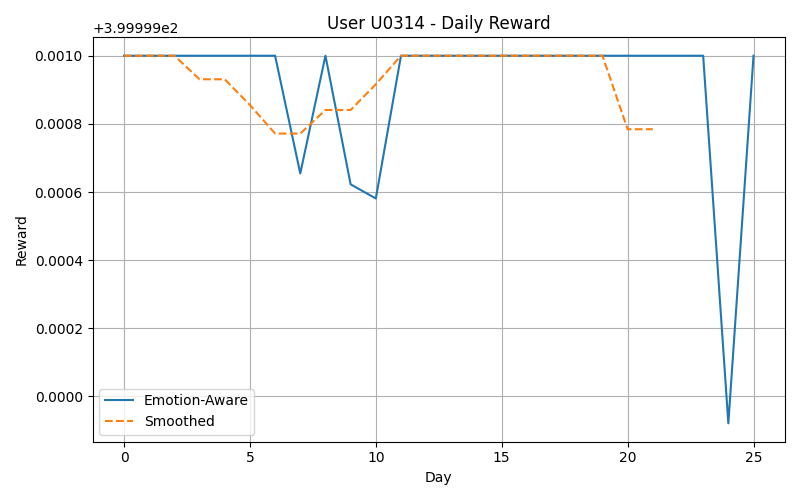 User U0314 - Daily Reward
+3.99999e2
0.0010
0.0008
0.0006
0.0004
0.0002
0.0000
Reward
Emotion-Aware
Smoothed
0 5 10 15 20 25
Day